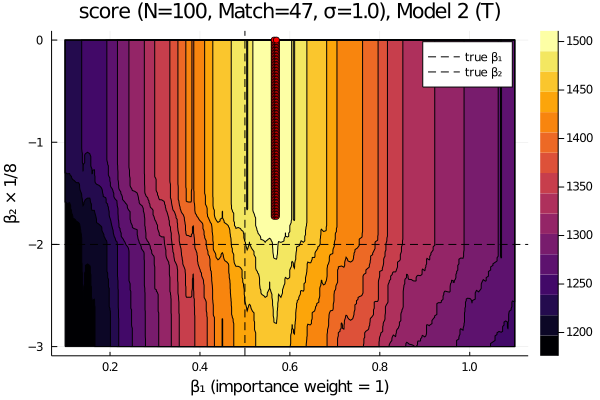 score (N=100, Match=47, σ=1.0), Model 2 (T)
0
−1
−2
−3
β₂ × 1/8
0.2 0.4 0.6 0.8 1.0
β₁ (importance weight = 1)
true β₁
true β₂
1500
1450
1400
1350
1300
1250
1200